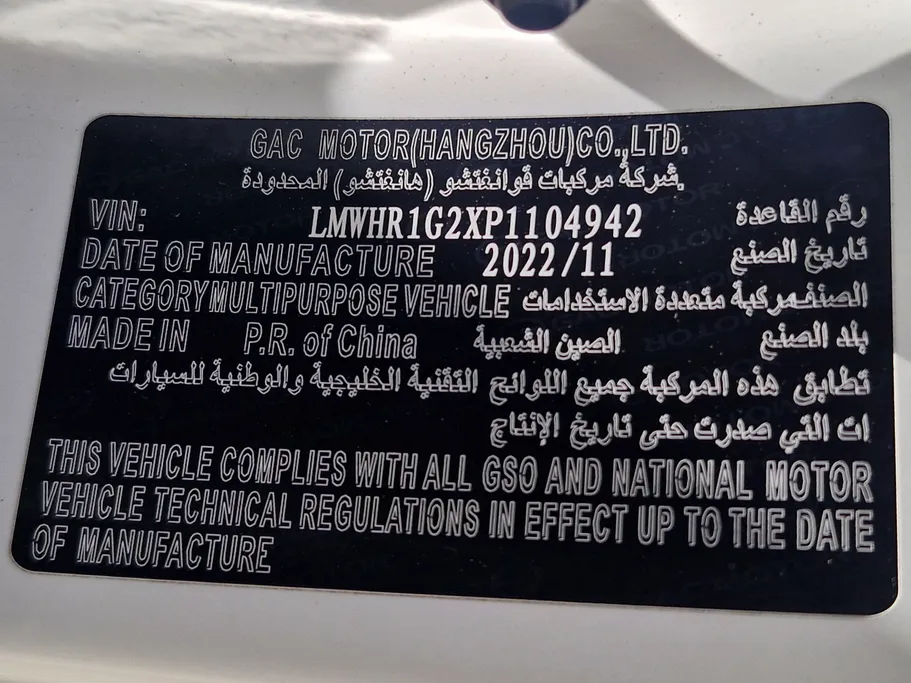 GAC MOTOR(HANGZHOU)CO.,LTD.
شركة مركبات قوانغتشو (هانغتشو) المحدودة.
VIN: LMWHR1G2XP1104942 رقم القاعدة
DATE OF MANUFACTURE 2022/11 تاريخ الصنع
CATEGORY MULTIPURPOSE VEHICLE الصنفمركبة متعددة الاستخدامات
MADE IN P.R. of China الصين الشعبية بلد الصنع
تطابق هذه المركبة جميع اللوائح التقنية الخليجية والوطنية للسيارات
ات التي صدرت حتى تاريخ الإنتاج
THIS VEHICLE COMPLIES WITH ALL GSO AND NATIONAL MOTOR
VEHICLE TECHNICAL REGULATIONS IN EFFECT UP TO THE DATE
OF MANUFACTURE